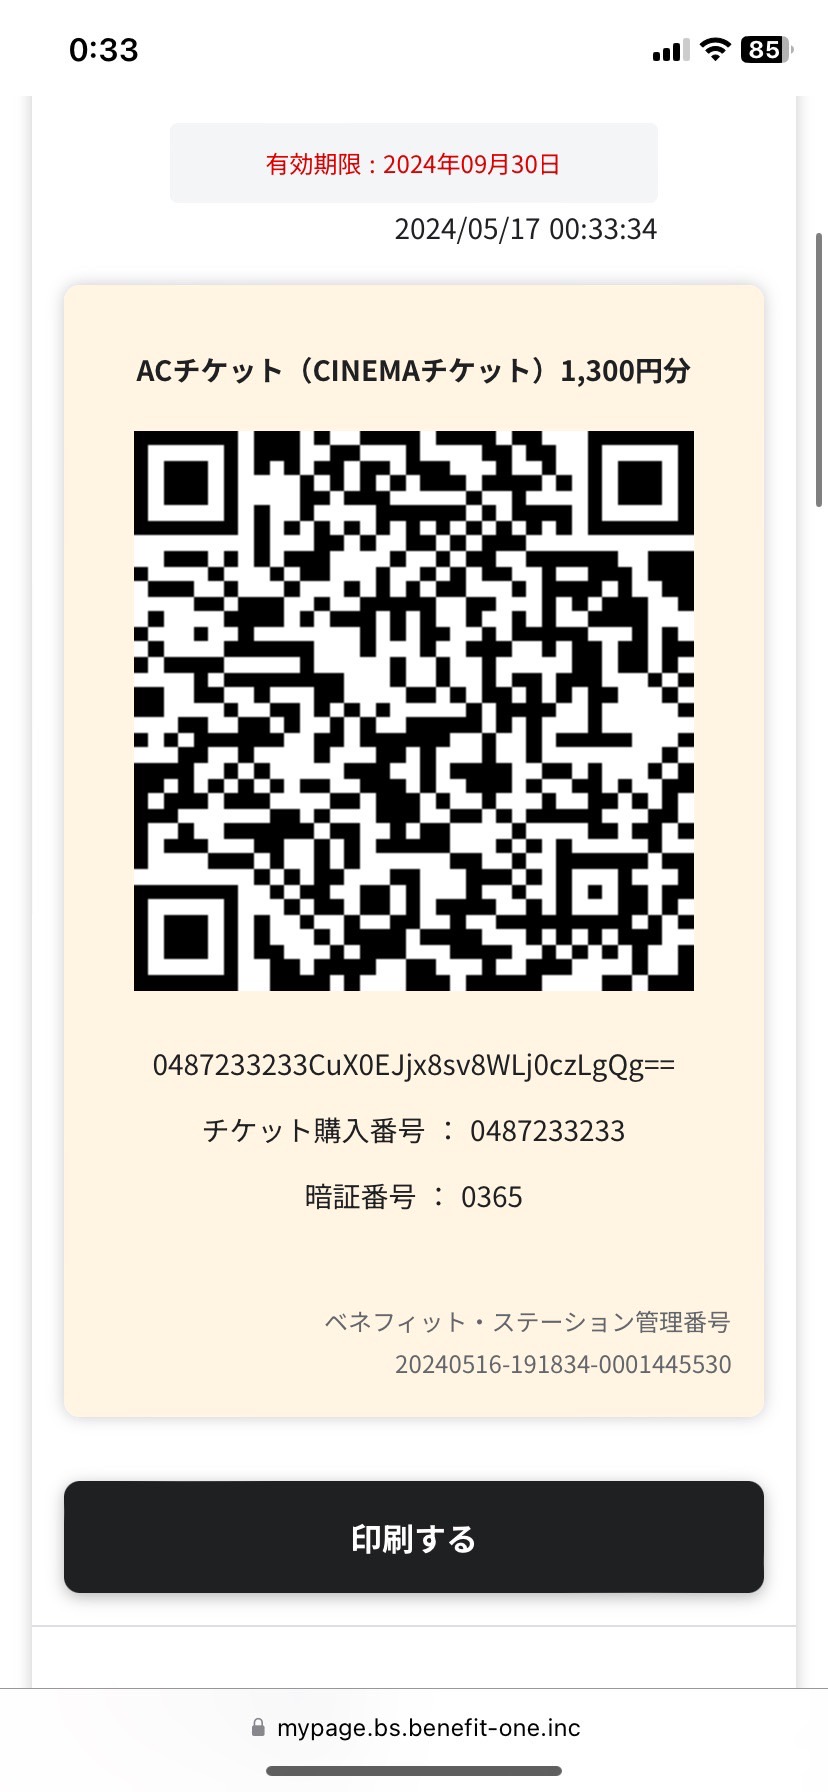 0:33
85
有効期限：2024年09月30日
2024/05/17 00:33:34
ACチケット（CINEMAチケット）1,300円分
0487233233CuX0EJjx8sv8WLj0czLgQg==
チケット購入番号 ： 0487233233
暗証番号 ： 0365
ベネフィット・ステーション管理番号
20240516-191834-0001445530
印刷する
mypage.bs.benefit-one.inc